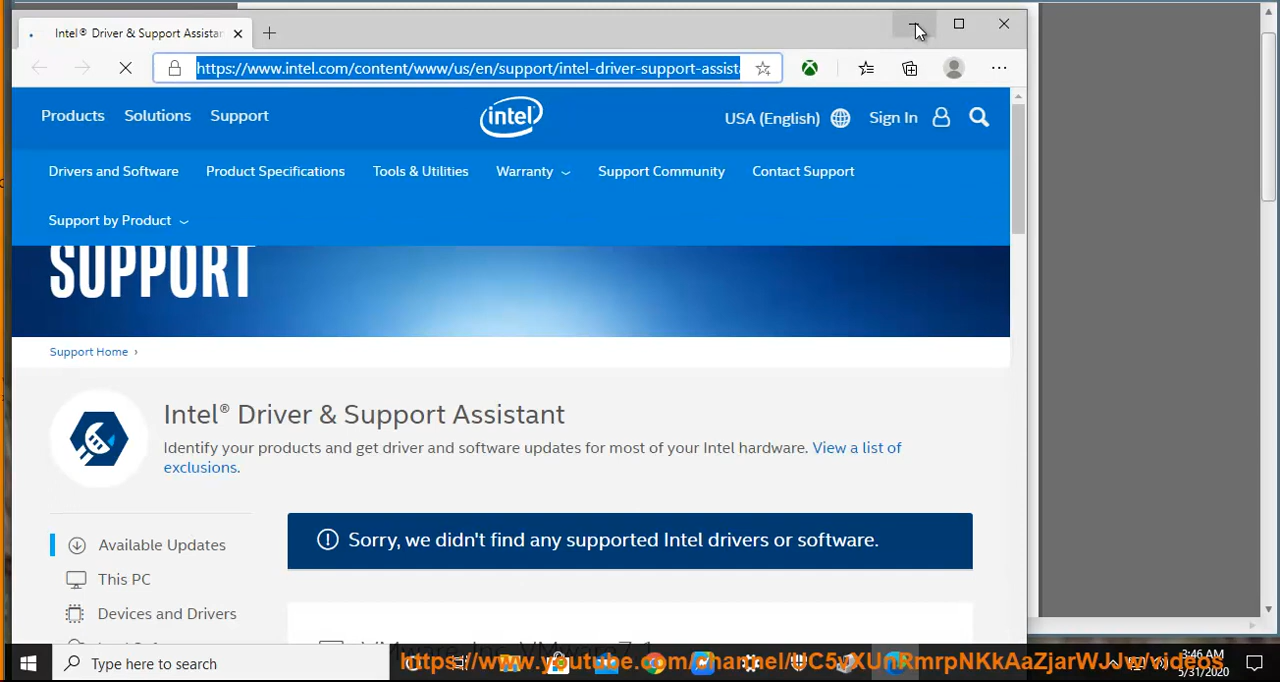 Intel® Driver & Support Assistar
https://www.intel.com/content/www/us/en/support/intel-driver-support-assist
Products Solutions Support intel USA (English) Sign In
Drivers and Software Product Specifications Tools & Utilities Warranty Support Community Contact Support
Support by Product
SUPPORT
Support Home ›
Intel® Driver & Support Assistant
Identify your products and get driver and software updates for most of your Intel hardware. View a list of
exclusions.
Sorry, we didn't find any supported Intel drivers or software.
Available Updates
This PC
Devices and Drivers
Type here to search
3:46 AM
5/31/2020